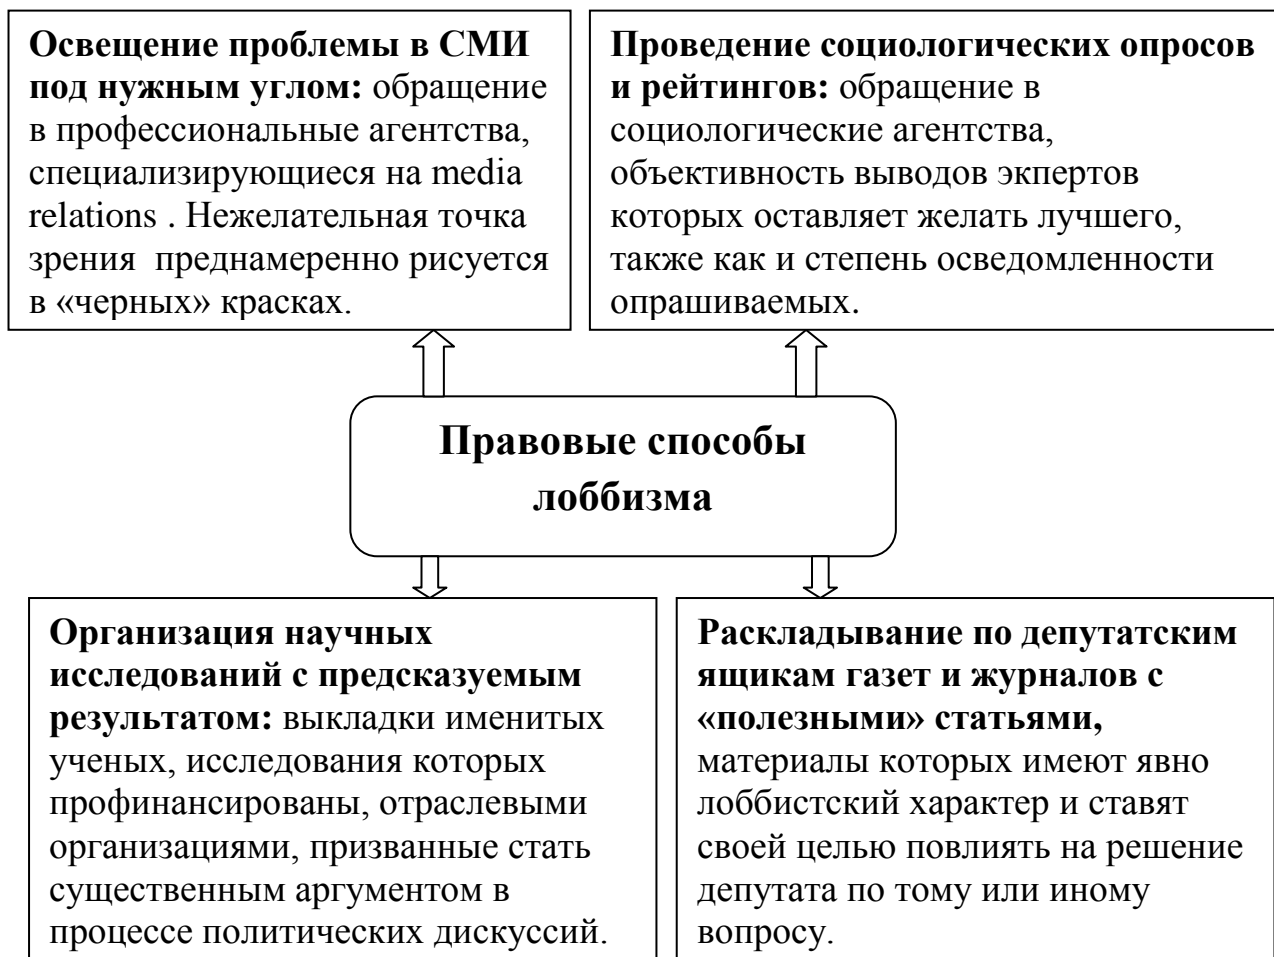 Освещение проблемы в СМИ
под нужным углом: обращение
в профессиональные агентства,
специализирующиеся на media
relations . Нежелательная точка
зрения преднамеренно рисуется
в «черных» красках.
Проведение социологических опросов
и рейтингов: обращение в
социологические агентства,
объективность выводов экпертов
которых оставляет желать лучшего,
также как и степень осведомленности
опрашиваемых.
Правовые способы
лоббизма
Организация научных
исследований с предсказуемым
результатом: выкладки именитых
ученых, исследования которых
профинансированы, отраслевыми
организациями, призванные стать
существенным аргументом в
процессе политических дискуссий.
Раскладывание по депутатским
ящикам газет и журналов с
«полезными» статьями,
материалы которых имеют явно
лоббистский характер и ставят
своей целью повлиять на решение
депутата по тому или иному
вопросу.